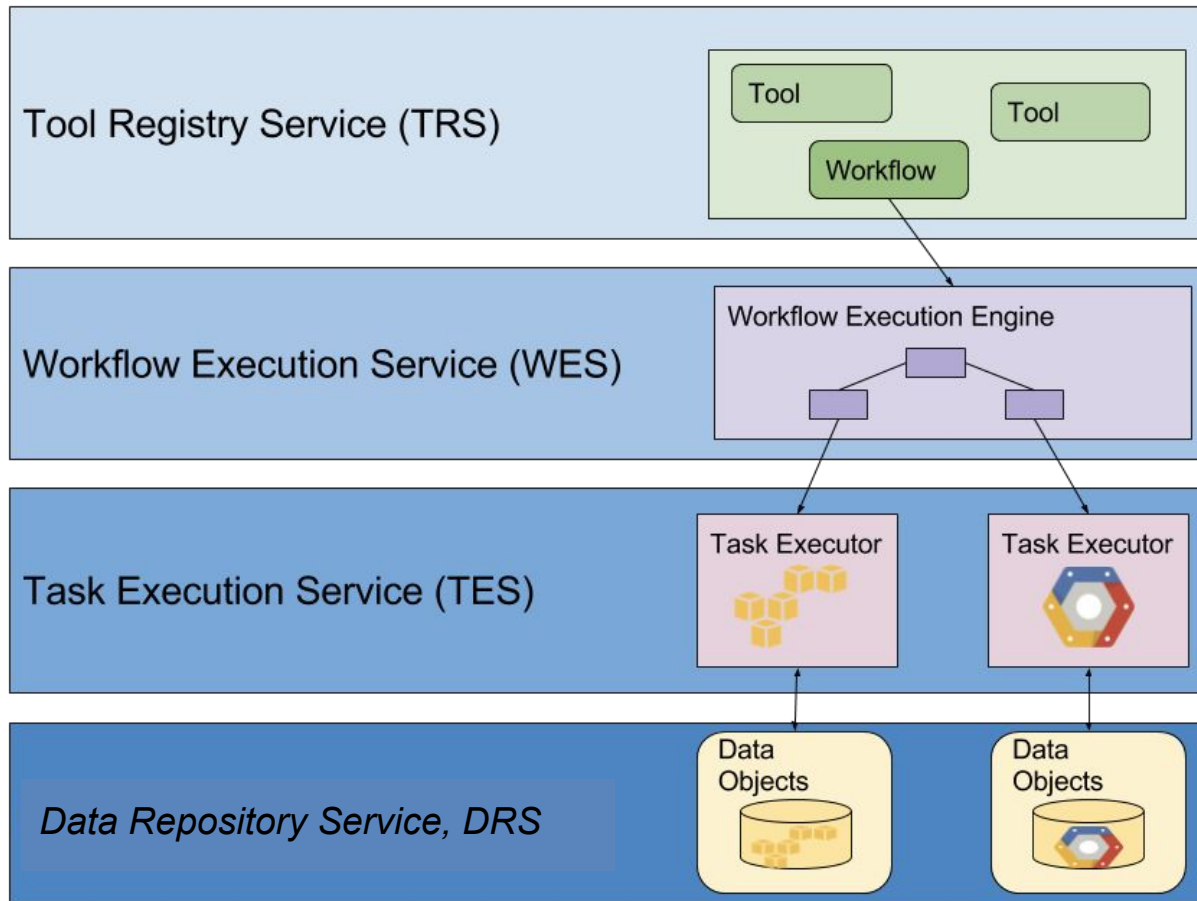 Tool Registry Service (TRS)
Tool
Tool
Workflow
Workflow Execution Service (WES)
Workflow Execution Engine
Task Execution Service (TES)
Task Executor
Task Executor
Data Repository Service, DRS
Data
Objects
Data
Objects